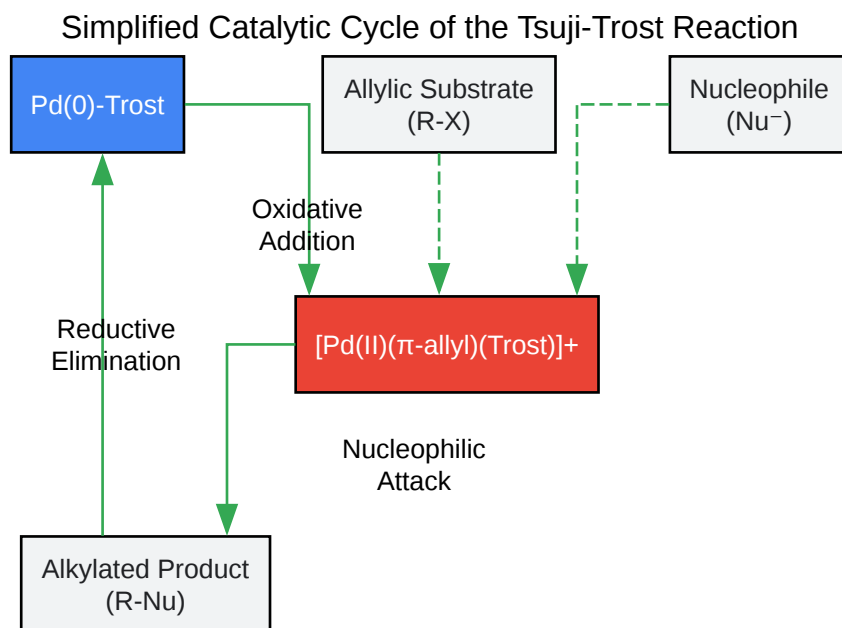 Simplified Catalytic Cycle of the Tsuji-Trost Reaction
Pd(0)-Trost
Allylic Substrate
(R-X)
Nucleophile
(Nu⁻)
Oxidative
Addition
Reductive
Elimination
[Pd(II)(π-allyl)(Trost)]+
Nucleophilic
Attack
Alkylated Product
(R-Nu)